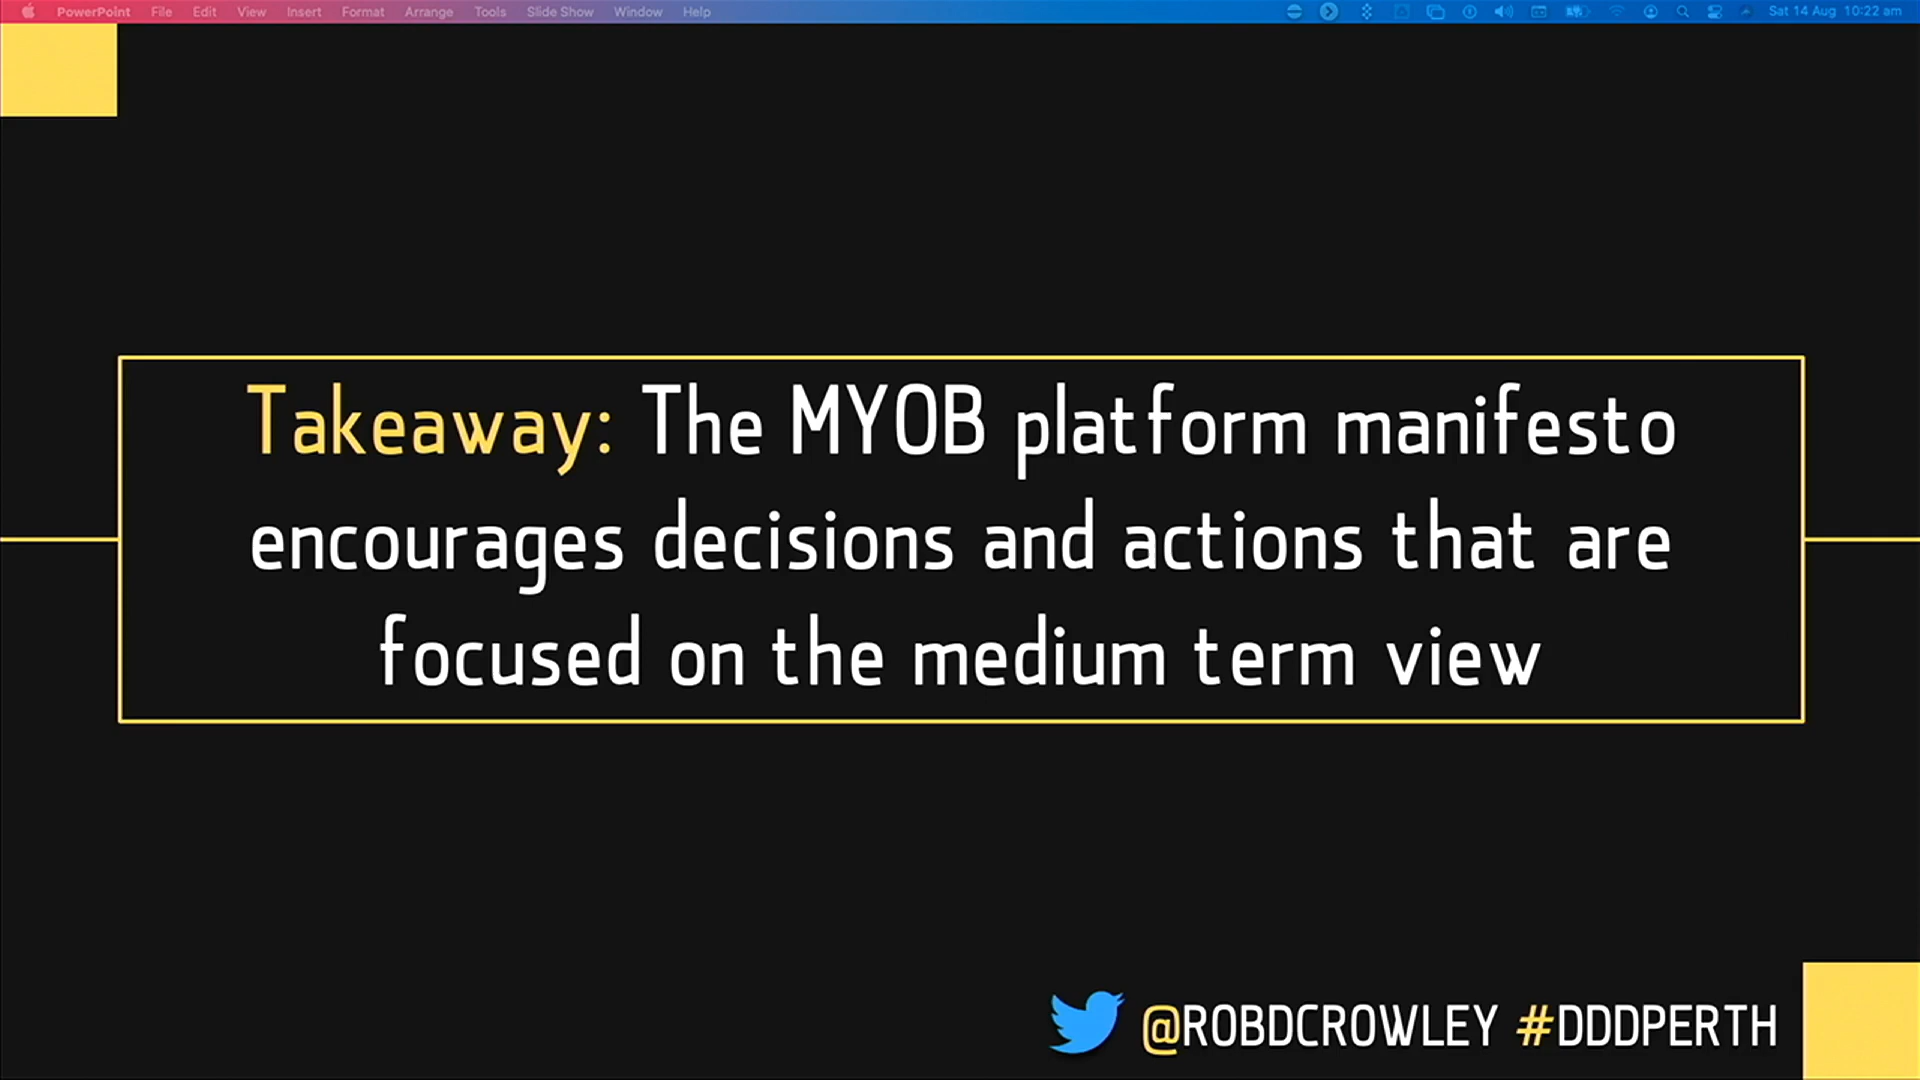 PowerPoint File Edit View Insert Format Arrange Tools Slide Show Window Help Sat 14 Aug 10:22 am
Takeaway: The MYOB platform manifesto
encourages decisions and actions that are
focused on the medium term view
@ROBDCROWLEY #DDDPERTH